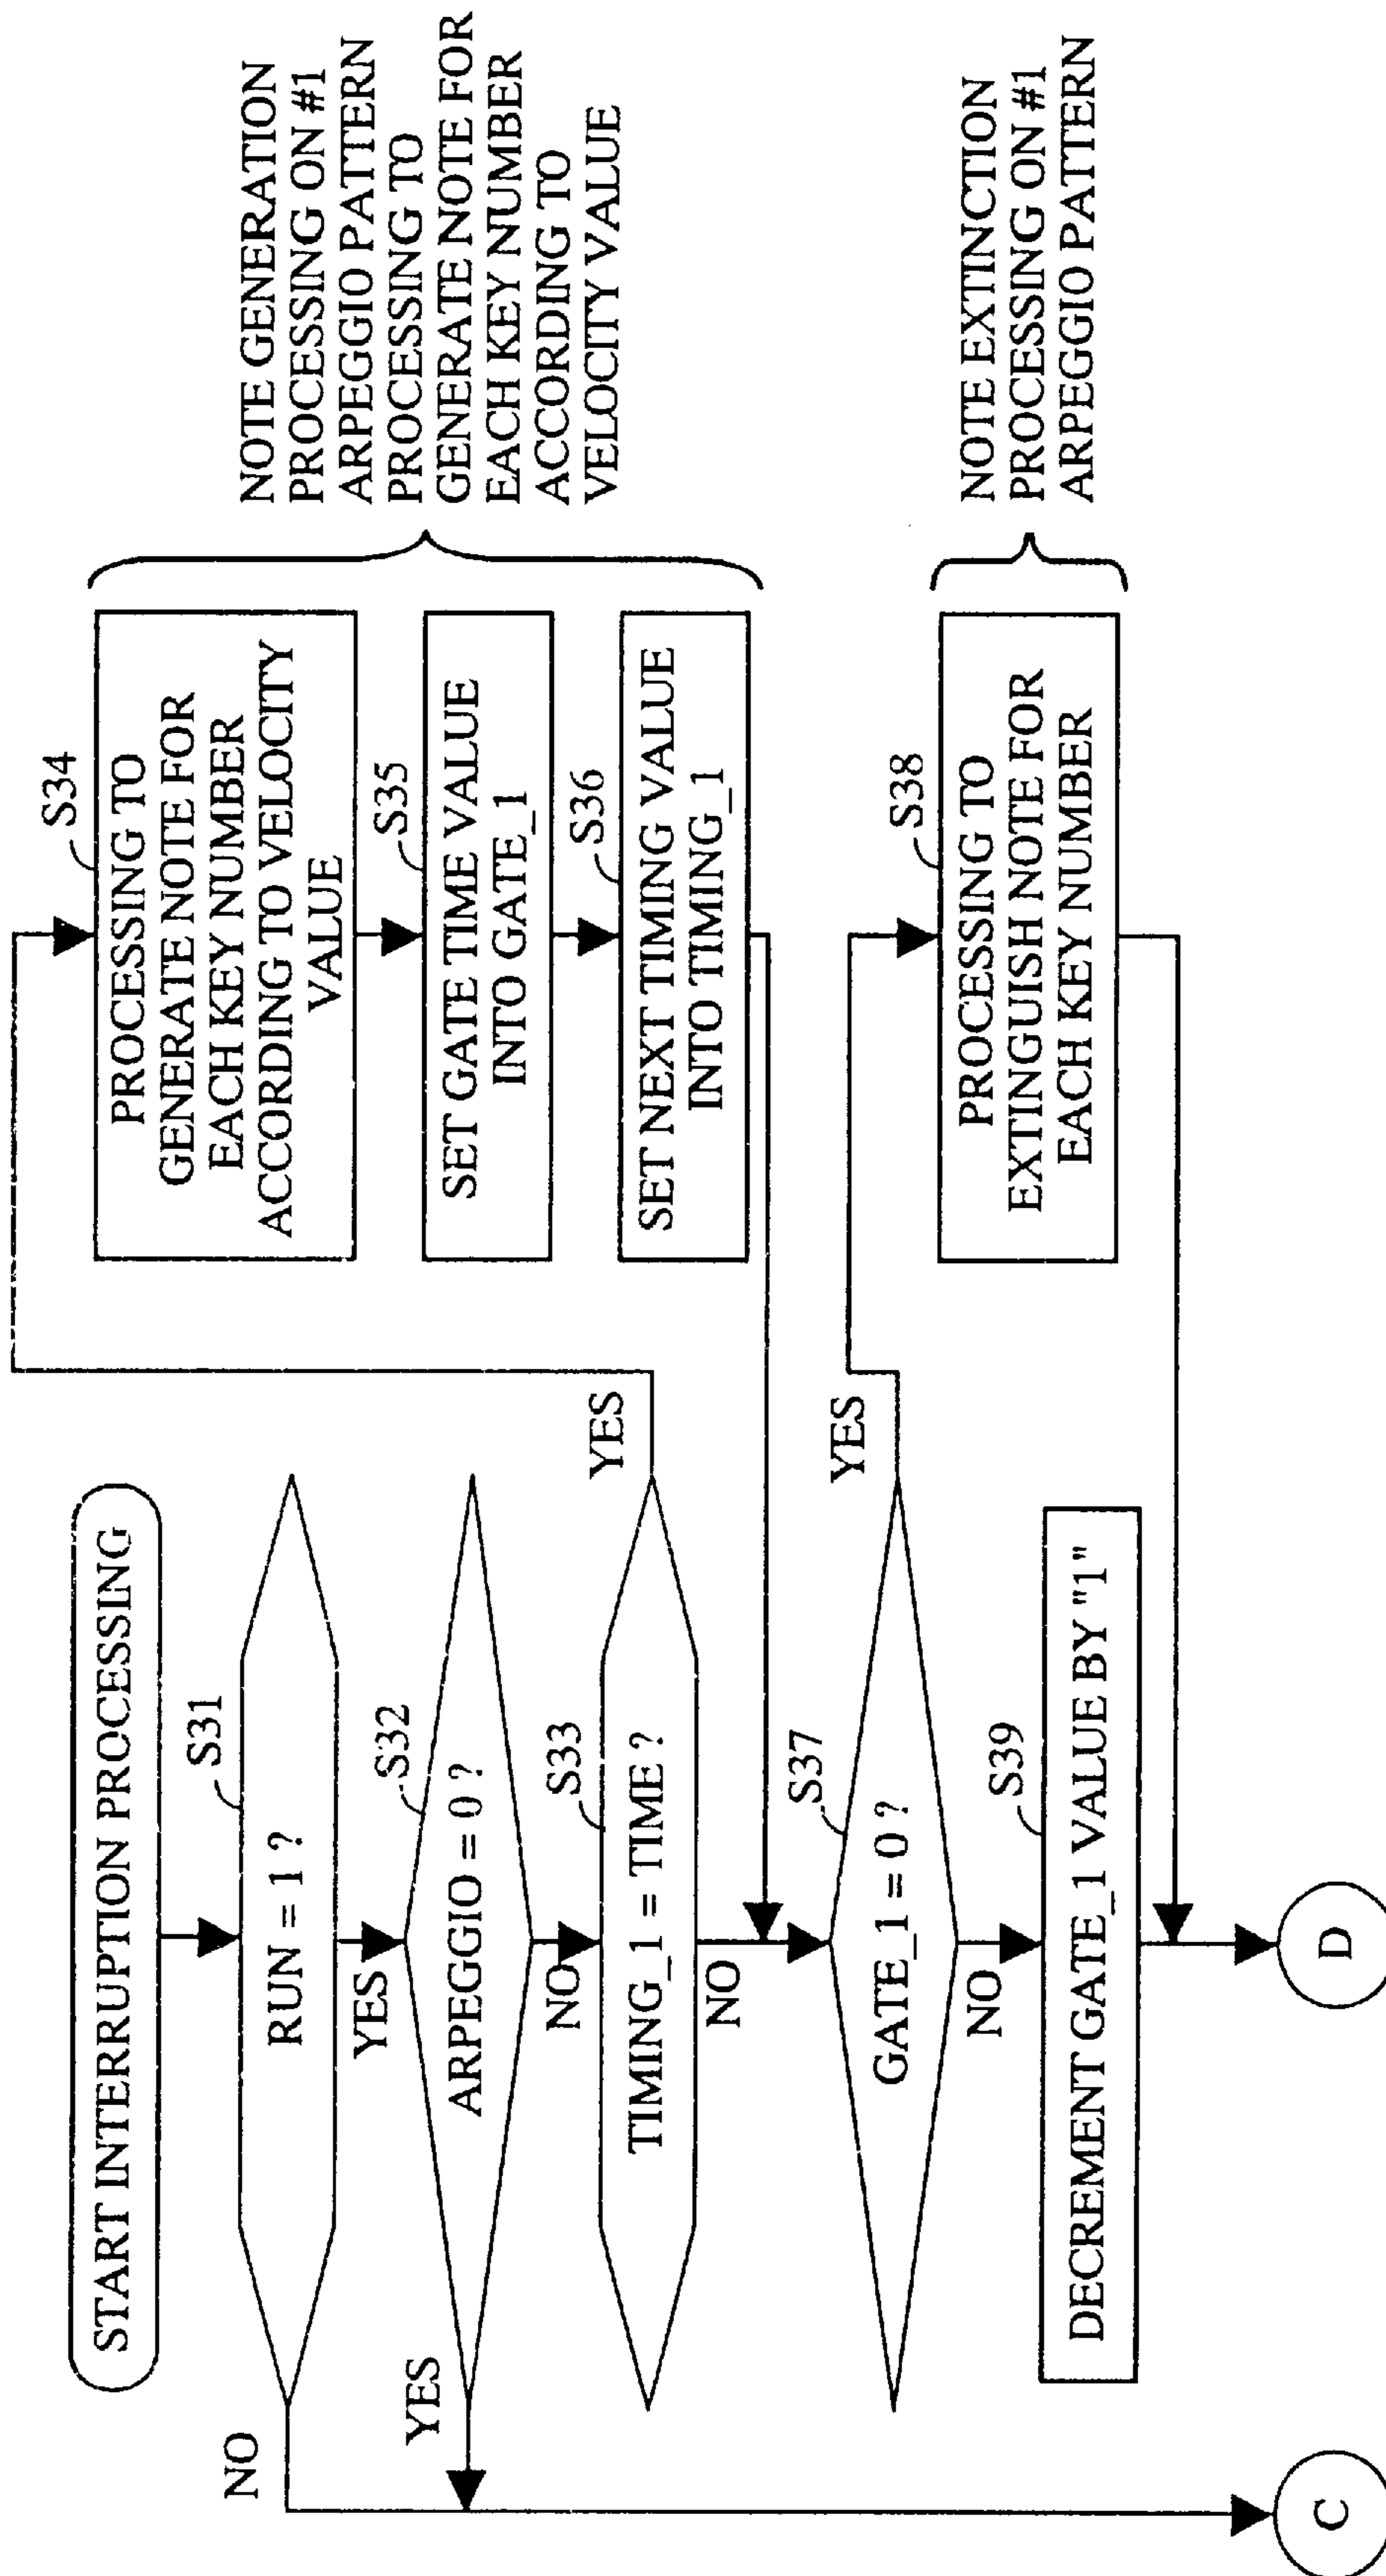 START INTERRUPTION PROCESSING
S31
RUN = 1 ?
NO
YES
S32
ARPEGGIO = 0 ?
YES
NO
S33
TIMING_1 = TIME ?
YES
NO
S34
PROCESSING TO
GENERATE NOTE FOR
EACH KEY NUMBER
ACCORDING TO VELOCITY
VALUE
S35
SET GATE TIME VALUE
INTO GATE_1
S36
SET NEXT TIMING VALUE
INTO TIMING_1
NOTE GENERATION
PROCESSING ON #1
ARPEGGIO PATTERN
PROCESSING TO
GENERATE NOTE FOR
EACH KEY NUMBER
ACCORDING TO
VELOCITY VALUE
S37
GATE_1 = 0 ?
YES
NO
S38
PROCESSING TO
EXTINGUISH NOTE FOR
EACH KEY NUMBER
NOTE EXTINCTION
PROCESSING ON #1
ARPEGGIO PATTERN
S39
DECREMENT GATE_1 VALUE BY "1"
C
D